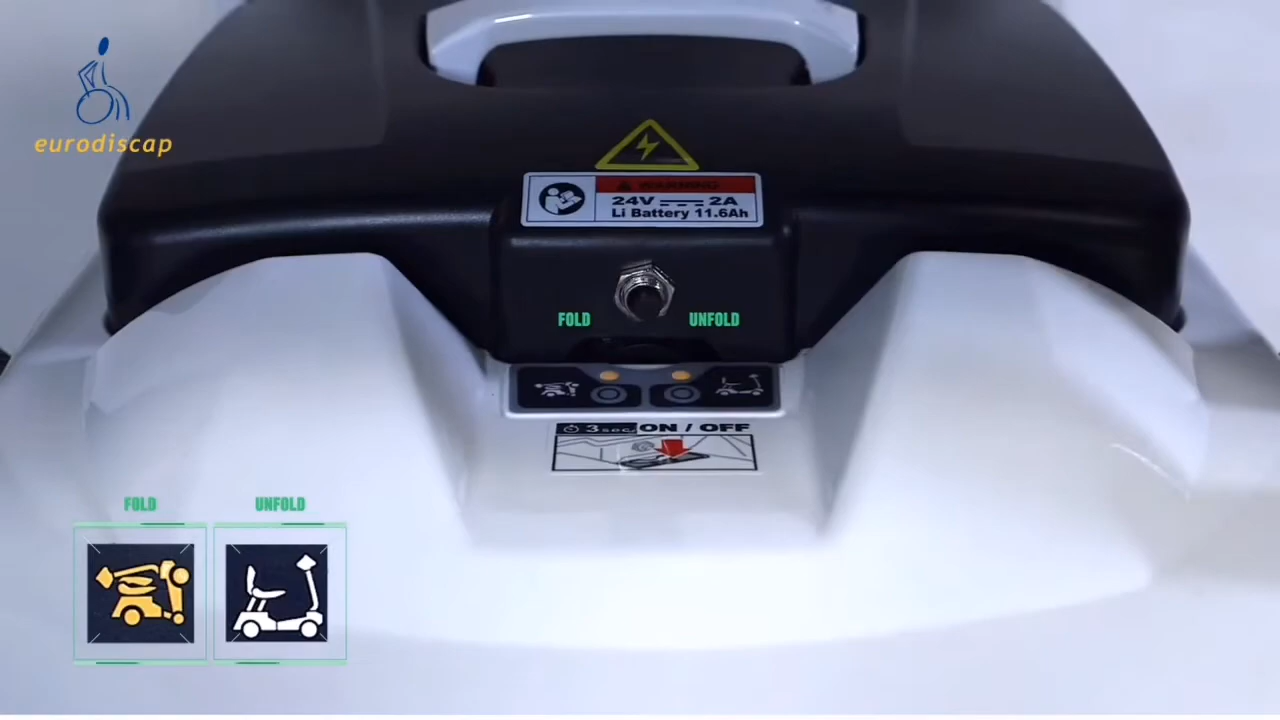 eurodiscap
WARNING
24V 2A
Li Battery 11.6Ah
FOLD UNFOLD
3sec ON / OFF
FOLD UNFOLD